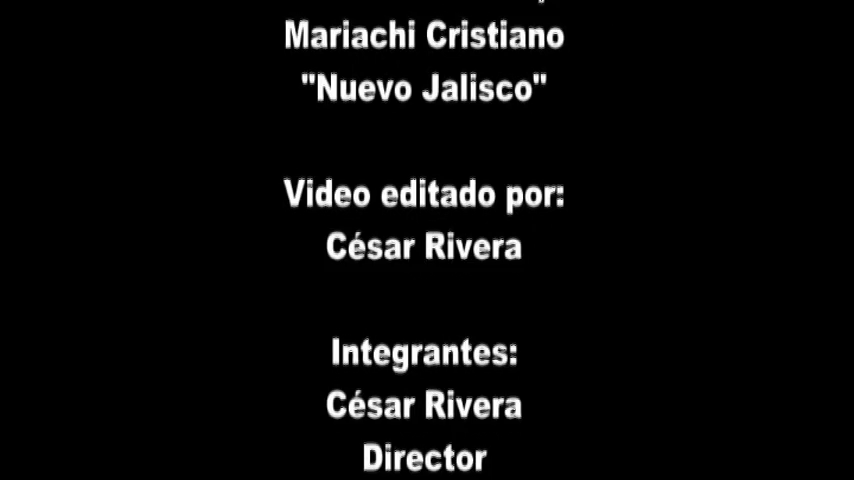 Mariachi Cristiano
"Nuevo Jalisco"
Video editado por:
César Rivera
Integrantes:
César Rivera
Director